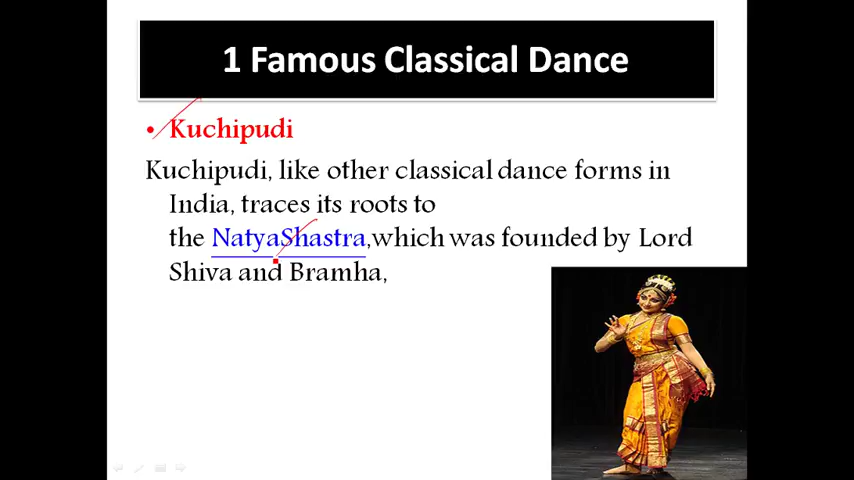 1 Famous Classical Dance
• Kuchipudi
Kuchipudi, like other classical dance forms in
India, traces its roots to
the NatyaShastra,which was founded by Lord
Shiva and Bramha,